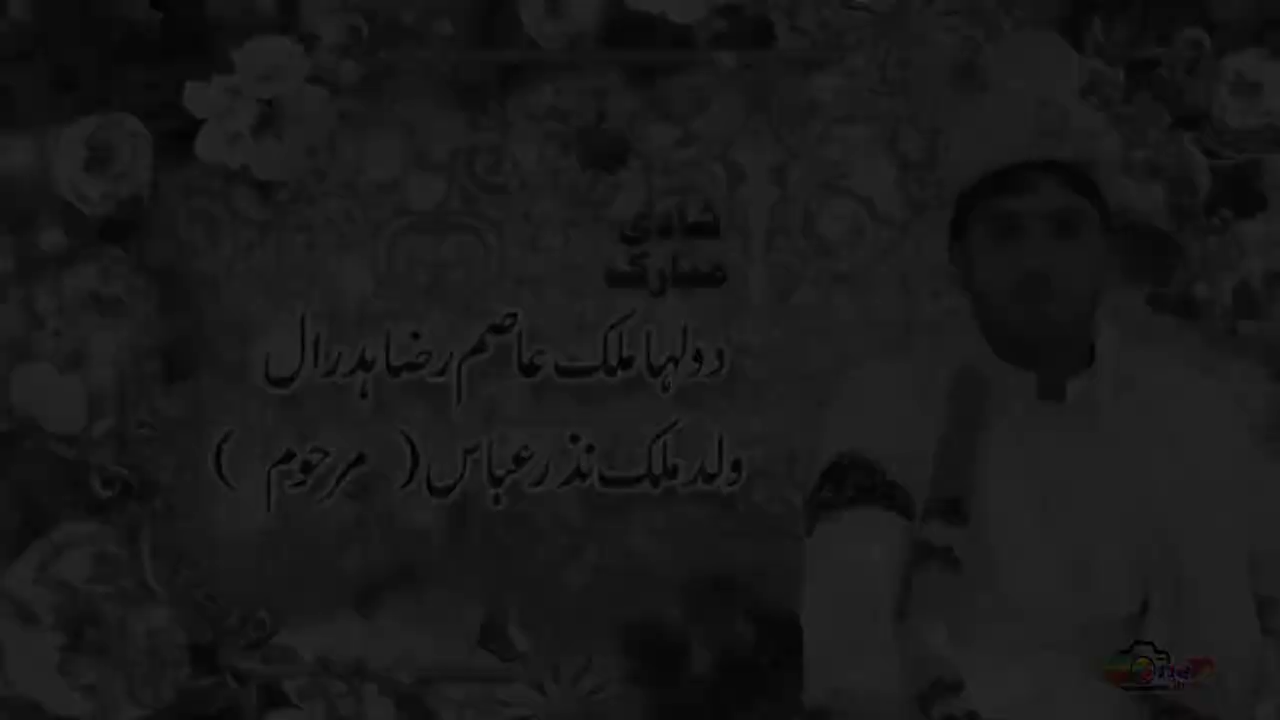 شادی
مبارک
دولہا ملک عاصم رضا ہدرال
ولد ملک نذر عباس ( مرحوم )